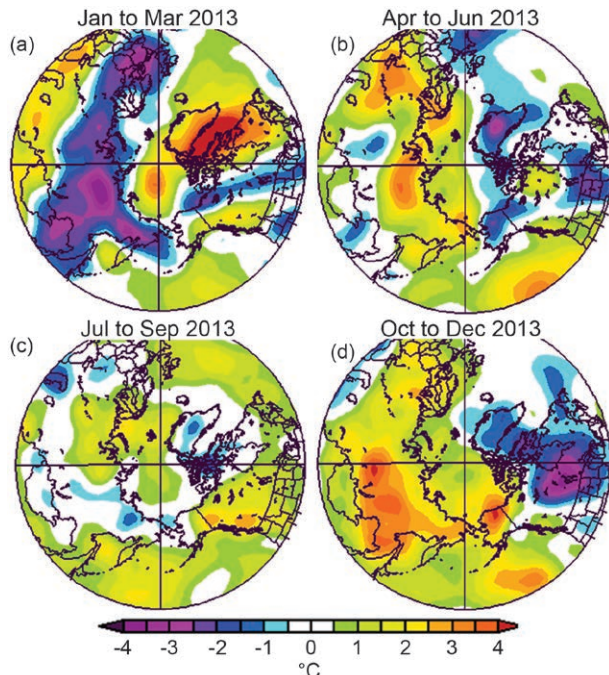 Jan to Mar 2013
Apr to Jun 2013
(a)
(b)
Jul to Sep 2013
Oct to Dec 2013
(c)
(d)
-4 -3 -2 -1 0 1 2 3 4
°C